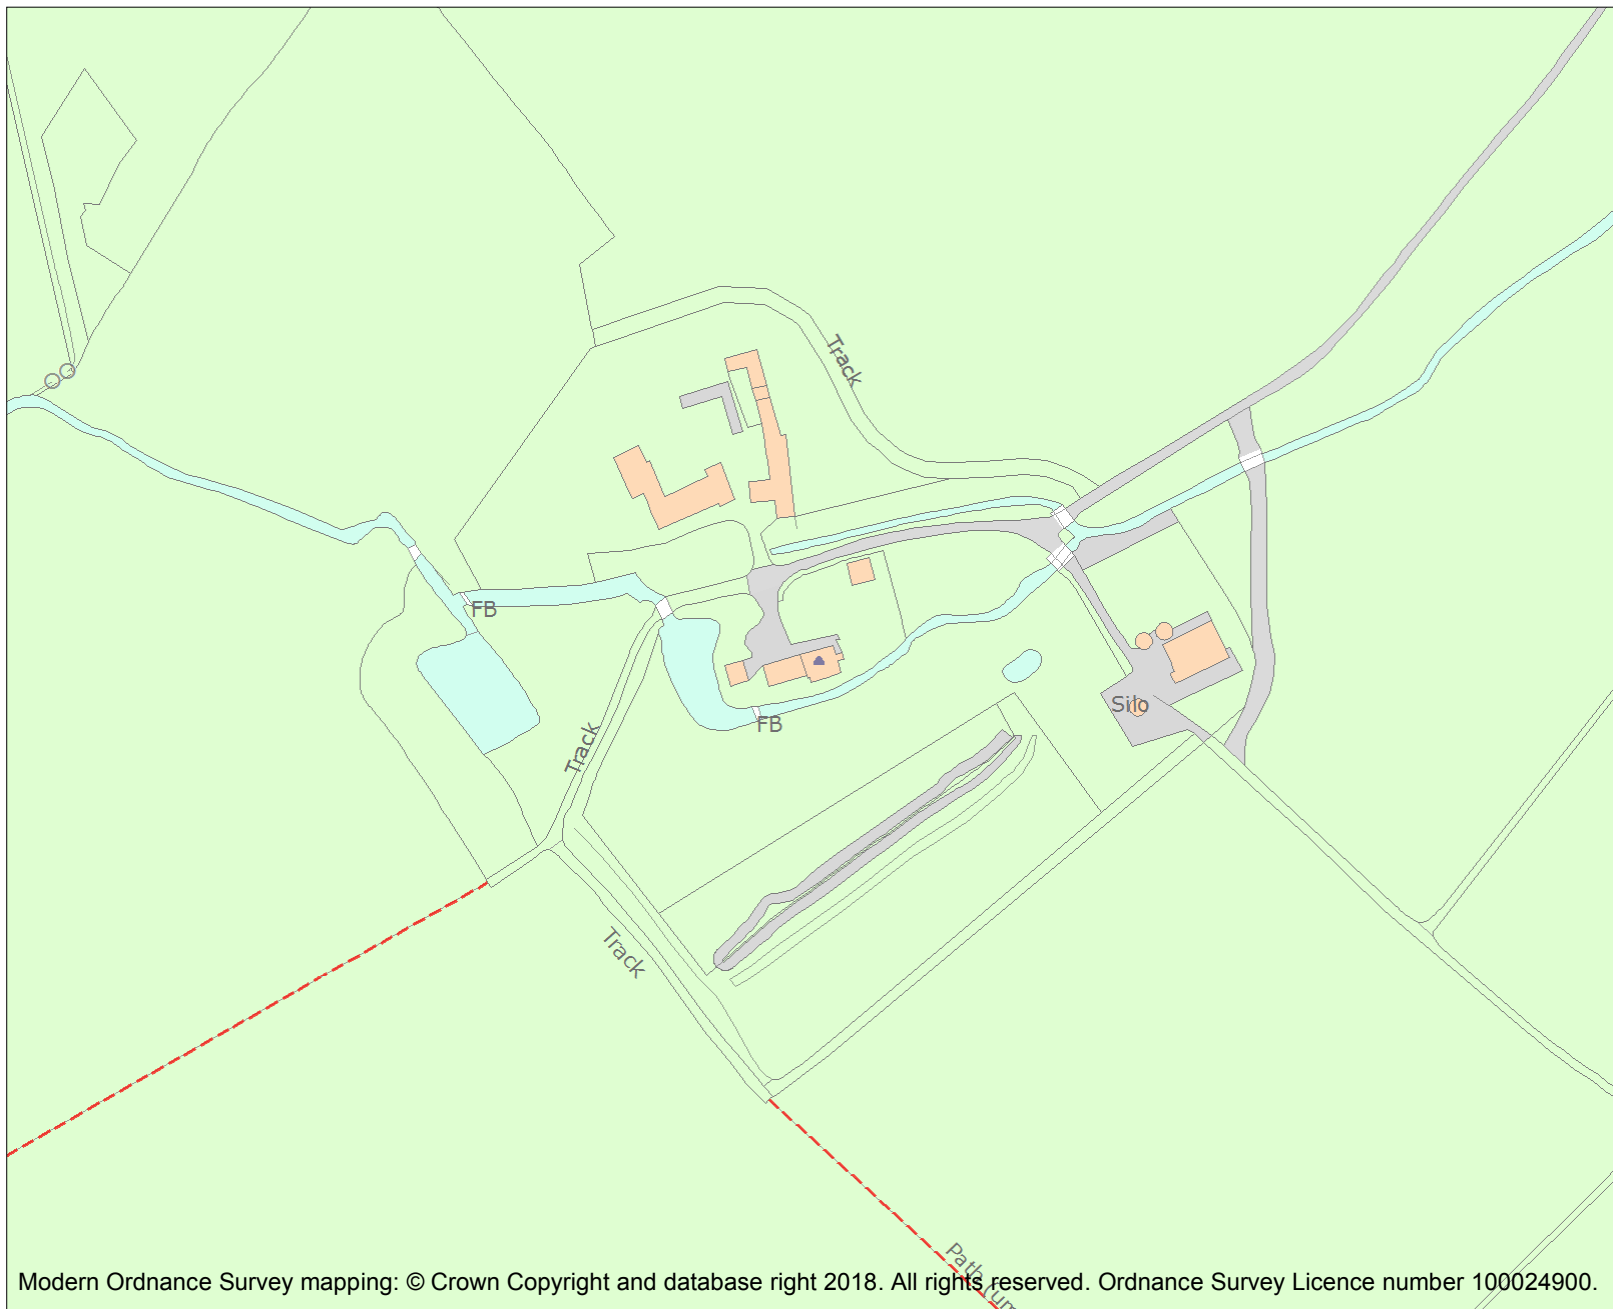 Track
FB
Silo
FB
Track
Track
Path
Modern Ordnance Survey mapping: © Crown Copyright and database right 2018. All rights reserved. Ordnance Survey Licence number 100024900.